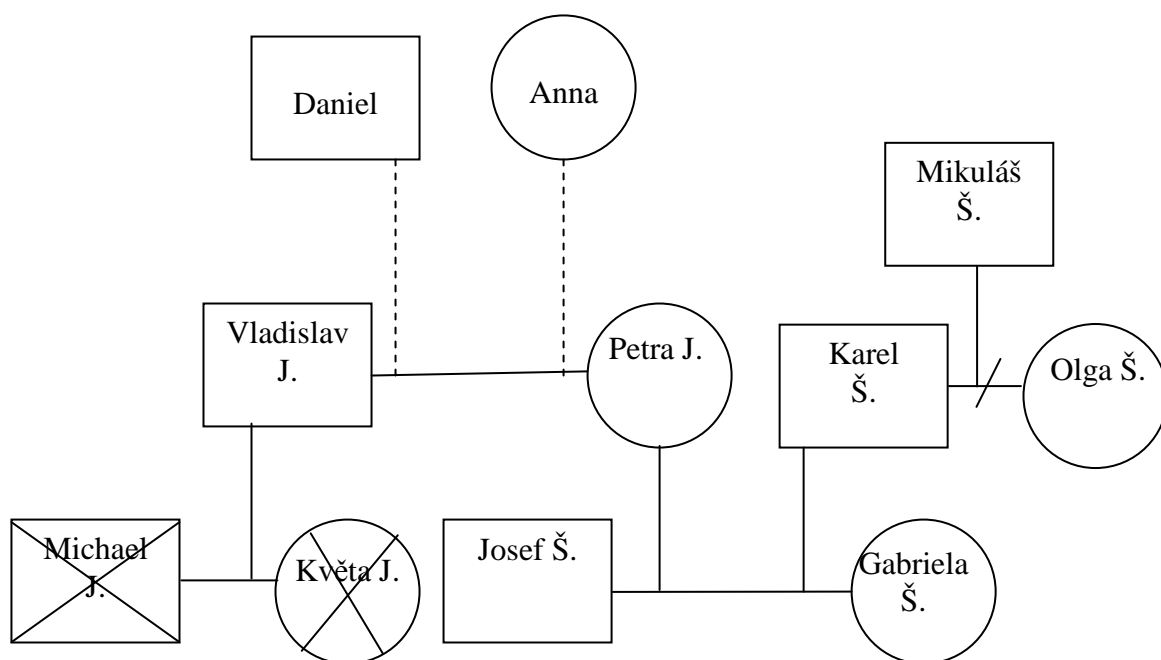 Daniel
Anna
Mikuláš
Š.
Vladislav
J.
Petra J.
Karel
Š.
Olga Š.
Michael
J.
Květa J.
Josef Š.
Gabriela
Š.